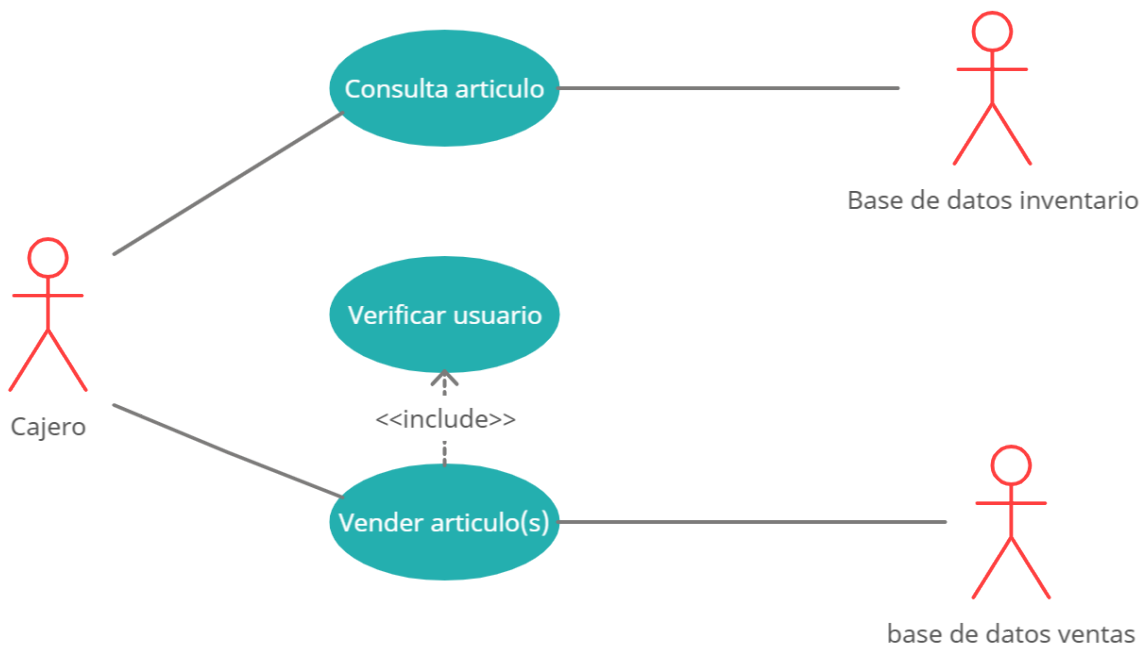 Consulta articulo
Base de datos inventario
Verificar usuario
Cajero
<<include>>
Vender articulo(s)
base de datos ventas